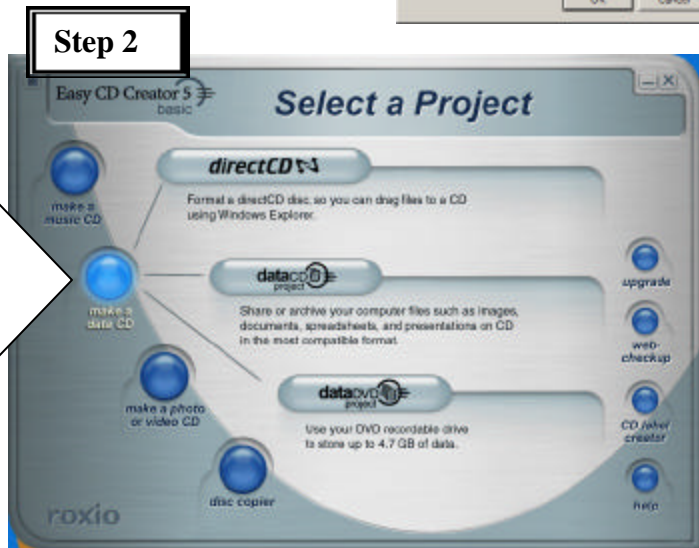 OK
Cancel
Step 2
Easy CD Creator 5
basic
Select a Project
make a
music CD
directCD
Format a directCD disc, so you can drag files to a CD
using Windows Explorer.
make a
data CD
dataCD
project
Share or archive your computer files such as images,
documents, spreadsheets, and presentations on CD
in the most compatible format.
make a photo
or video CD
dataDVD
project
Use your DVD recordable drive
to store up to 4.7 GB of data.
disc copier
upgrade
web-
checkup
CD label
creator
help
roxio